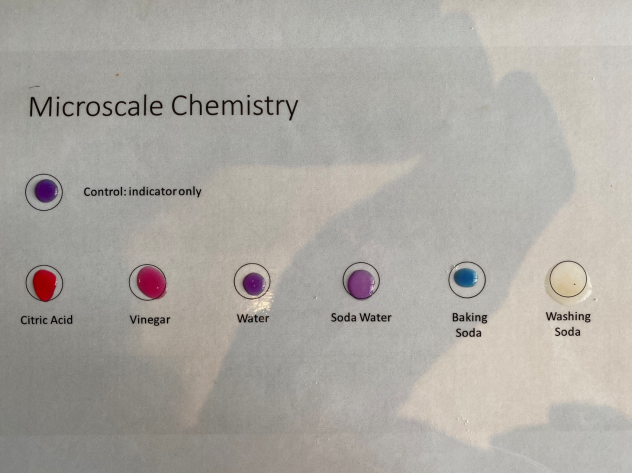 Microscale Chemistry
Control: indicator only
Citric Acid
Vinegar
Water
Soda Water
Baking
Soda
Washing
Soda